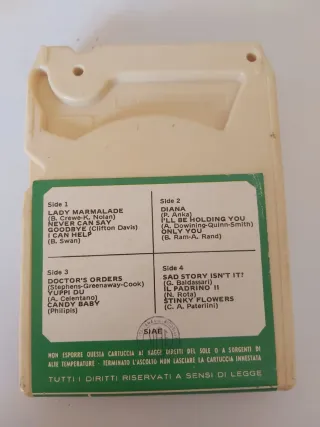 Side 1
LADY MARMALADE
(B. Crewe-K. Nolan)
NEVER CAN SAY
GOODBYE (Clifton Davis)
I CAN HELP
(B. Swan)
Side 2
DIANA
(P. Anka)
I'LL BE HOLDING YOU
(A. Dowining-Quinn-Smith)
ONLY YOU
(B. Ram-A. Rand)
Side 3
DOCTOR'S ORDERS
(Stephens-Greenaway-Cook)
YUPPI DU
(A. Celentano)
CANDY BABY
(Philipis)
Side 4
SAD STORY ISN'T IT?
(G. Baldassari)
IL PADRINO II
(N. Rota)
STINKY FLOWERS
(C. A. Paterlini)
SIAE
NON ESPORRE QUESSA CARTUCCIA AI RAGGI DIRETTI DEL SOLE O A SORGENTI DI
ALTE TEMPERATURE - TERMINATO L'ASCOLTO NON LASCIARE LA CARTUCCIA INNESTATA
TUTTI I DIRITTI RISERVATI A SENSI DI LEGGE